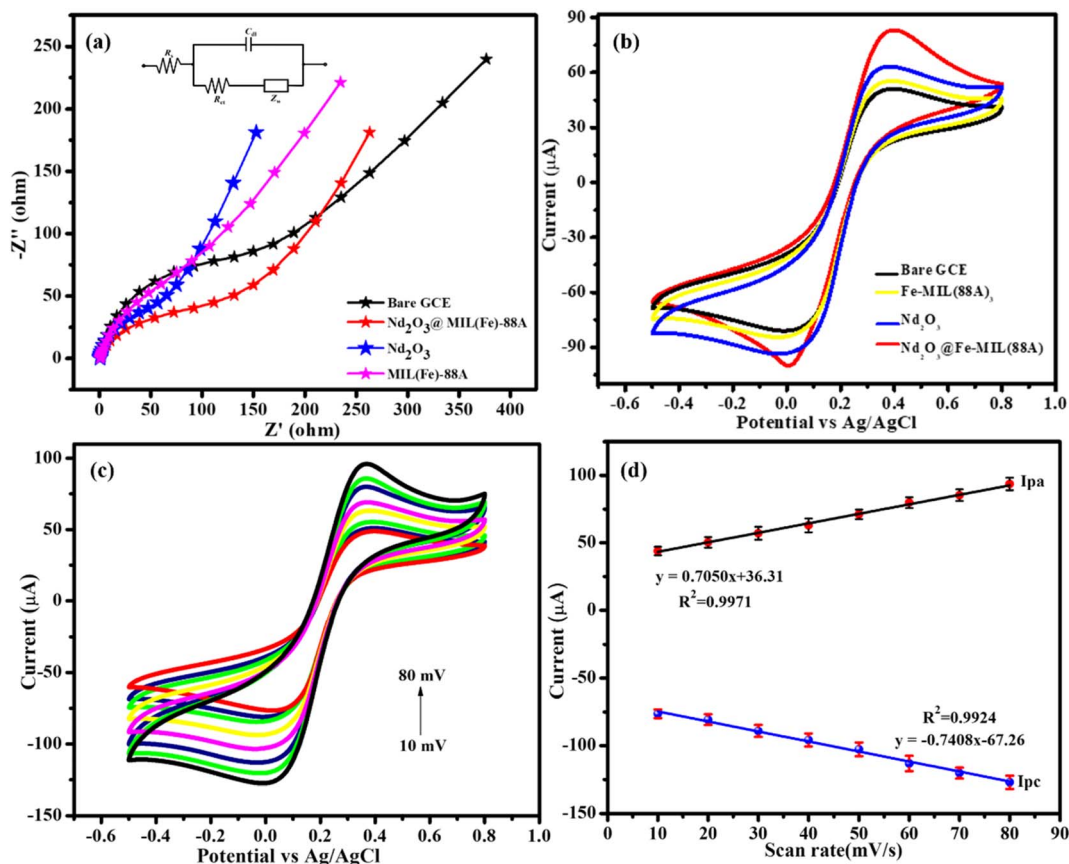 (a)
C_dl
R_s
R_ct
Z_w
250
200
150
100
50
0
-Z'' (ohm)
Bare GCE
Nd₂O₃@ MIL(Fe)-88A
Nd₂O₃
MIL(Fe)-88A
0 50 100 150 200 250 300 350 400
Z' (ohm)
(b)
90
60
30
0
-30
-60
-90
Current (μA)
Bare GCE
Fe-MIL(88A)₃
Nd₂O₃
Nd₂O₃@Fe-MIL(88A)
-0.6 -0.4 -0.2 0.0 0.2 0.4 0.6 0.8 1.0
Potential vs Ag/AgCl
(c)
100
50
0
-50
-100
-150
Current (μA)
80 mV
10 mV
-0.6 -0.4 -0.2 0.0 0.2 0.4 0.6 0.8 1.0
Potential vs Ag/AgCl
(d)
150
100
50
0
-50
-100
-150
Current (μA)
Ipa
y = 0.7050x+36.31
R²=0.9971
R²=0.9924
y = -0.7408x-67.26
Ipc
10 20 30 40 50 60 70 80 90
Scan rate(mV/s)